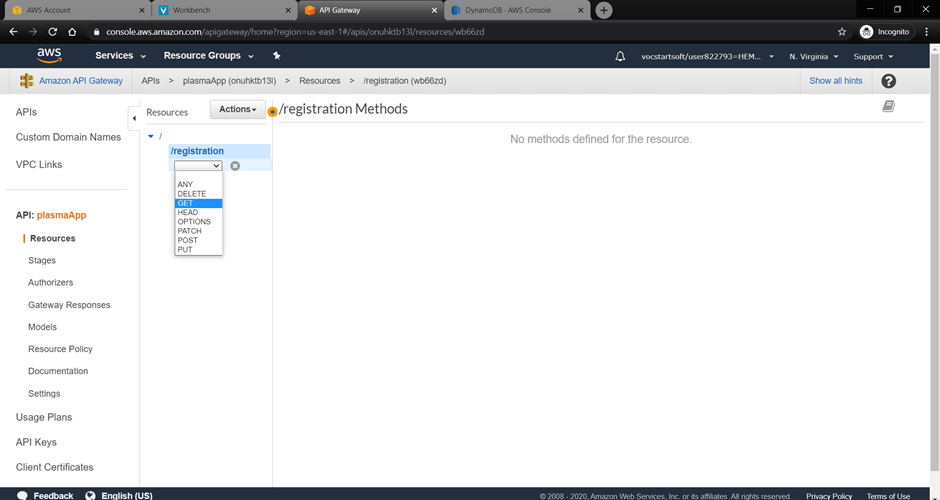 AWS Account
Workbench
API Gateway
DynamoDB - AWS Console
console.aws.amazon.com/apigateway/home?region=us-east-1#/apis/onuhktb13l/resources/wb66zd
Incognito
aws
Services
Resource Groups
vocstartsoft/user822793=HEM...
N. Virginia
Support
Amazon API Gateway
APIs > plasmaApp (onuhktb13l) > Resources > /registration (wb66zd)
Show all hints
?
APIs
Custom Domain Names
VPC Links
API: plasmaApp
Resources
Stages
Authorizers
Gateway Responses
Models
Resource Policy
Documentation
Settings
Usage Plans
API Keys
Client Certificates
Resources
Actions
/
/registration
ANY
DELETE
GET
HEAD
OPTIONS
PATCH
POST
PUT
/registration Methods
No methods defined for the resource.
Feedback
English (US)
© 2008 - 2020, Amazon Web Services, Inc. or its affiliates. All rights reserved.
Privacy Policy
Terms of Use